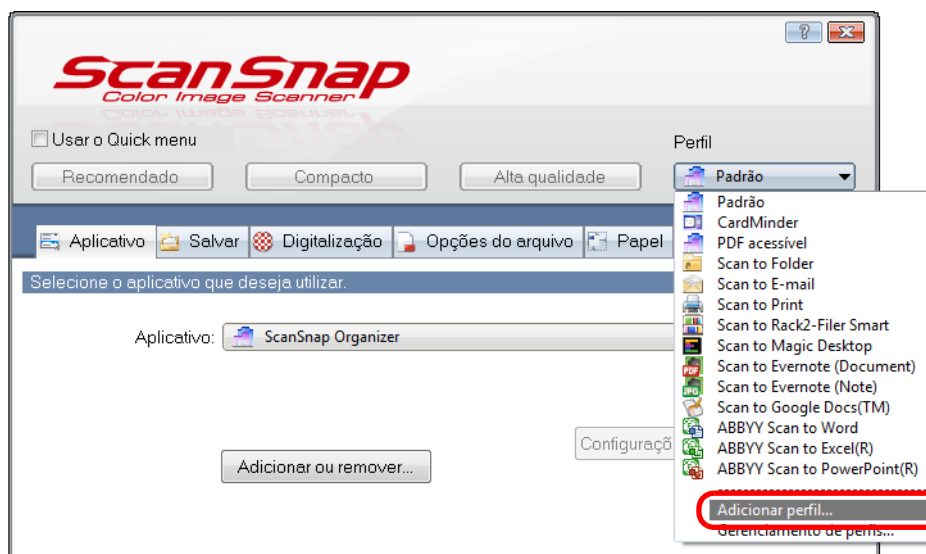 ScanSnap
Color Image Scanner
Usar o Quick menu
Perfil
Recomendado
Compacto
Alta qualidade
Padrão
Aplicativo
Salvar
Digitalização
Opções do arquivo
Papel
Selecione o aplicativo que deseja utilizar.
Aplicativo:
ScanSnap Organizer
Adicionar ou remover...
Padrão
CardMinder
PDF acessível
Scan to Folder
Scan to E-mail
Scan to Print
Scan to Rack2-Filer Smart
Scan to Magic Desktop
Scan to Evernote (Document)
Scan to Evernote (Note)
Scan to Google Docs(TM)
ABBYY Scan to Word
ABBYY Scan to Excel(R)
ABBYY Scan to PowerPoint(R)
Adicionar perfil...
Gerenciamento de perfis...